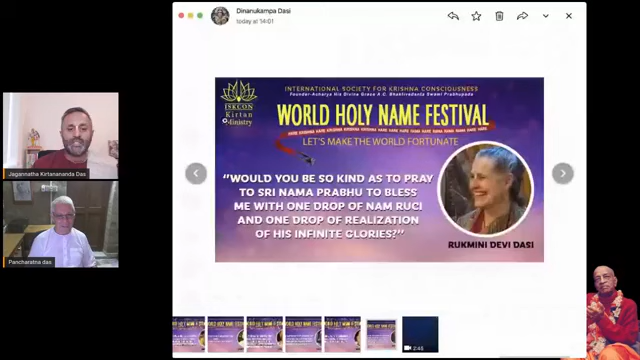 Dinanukampa Dasi
today at 14:01
INTERNATIONAL SOCIETY FOR KRISHNA CONSCIOUSNESS
Founder-Acharya His Divine Grace A.C. Bhaktivedanta Swami Prabhupada
ISKCON
Kirtan
Ministry
WORLD HOLY NAME FESTIVAL
LET'S MAKE THE WORLD FORTUNATE
"WOULD YOU BE SO KIND AS TO PRAY
TO SRI NAMA PRABHU TO BLESS
ME WITH ONE DROP OF NAM RUCI
AND ONE DROP OF REALIZATION
OF HIS INFINITE GLORIES?"
RUKMINI DEVI DASI
Jagannatha Kirtanananda Das
Pancharatna das
2:45